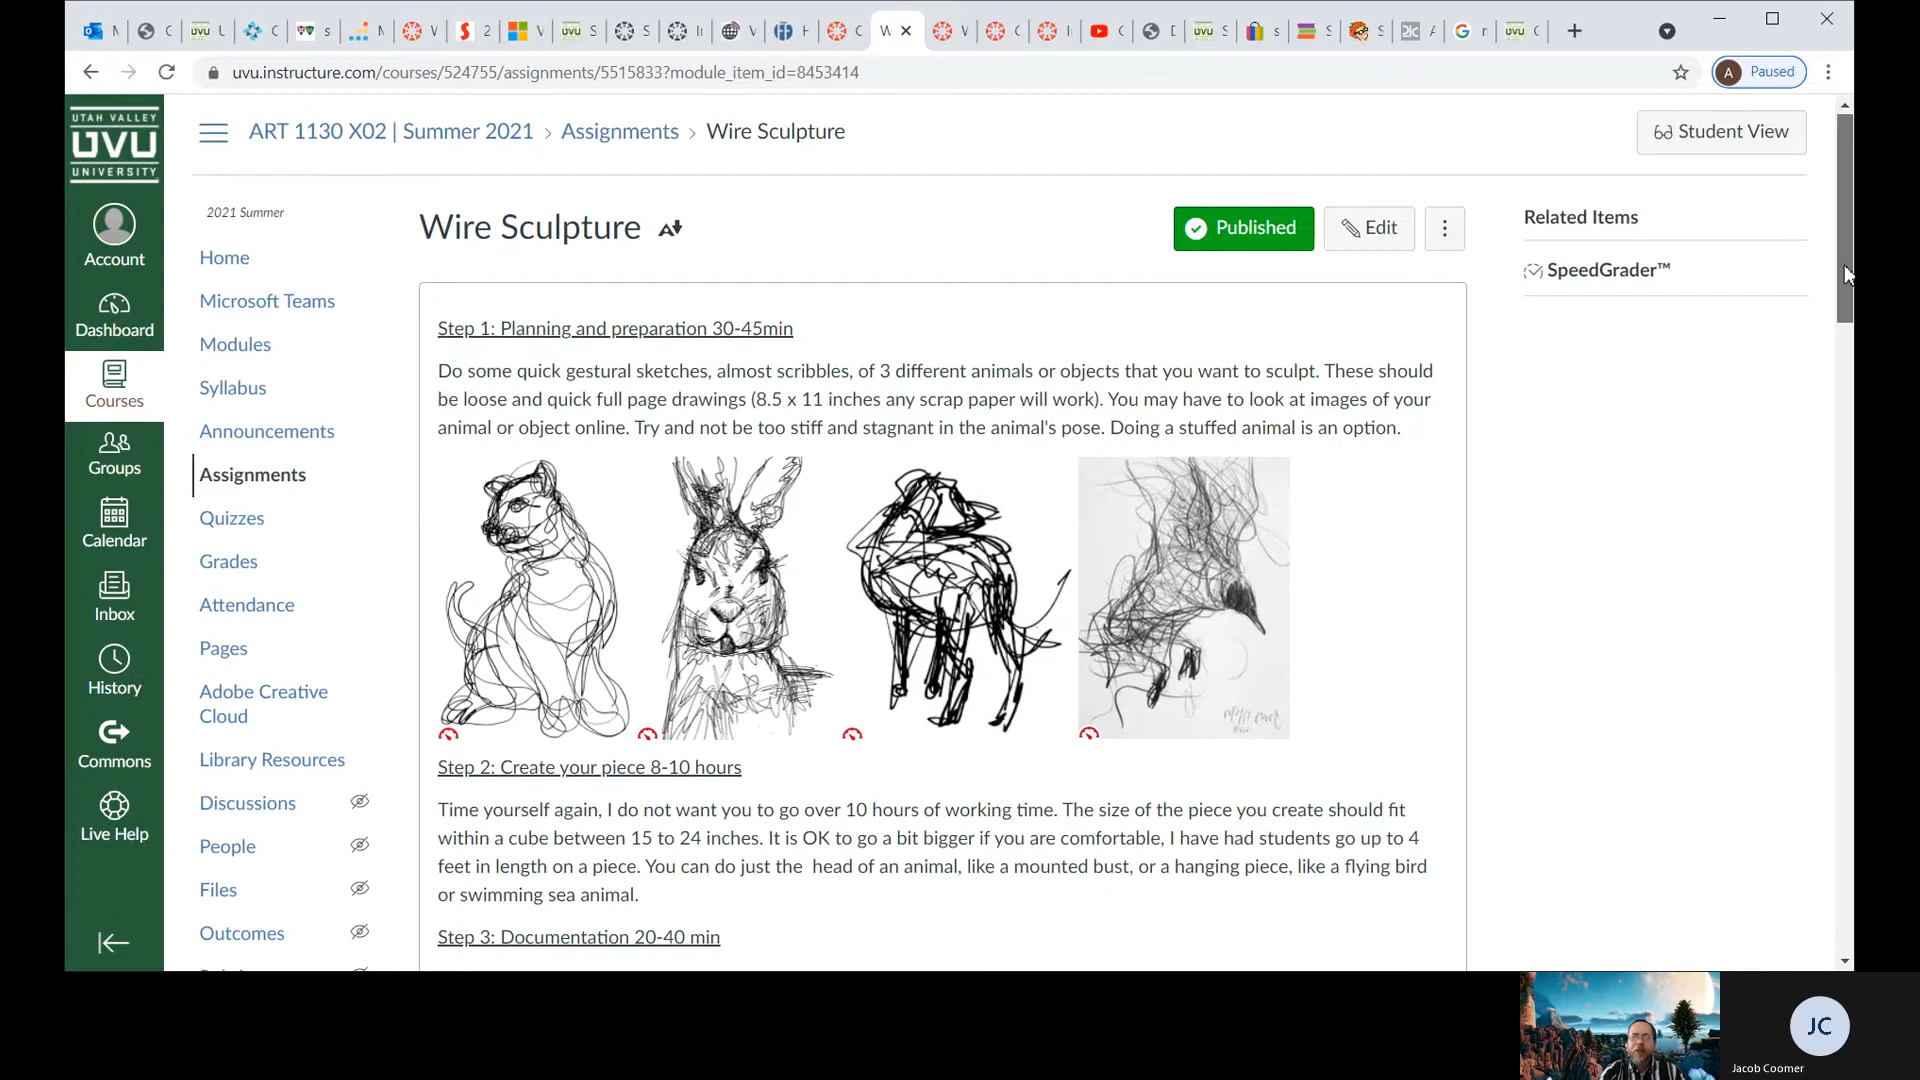 uvu.instructure.com/courses/524755/assignments/5515833?module_item_id=8453414
A Paused
UTAH VALLEY
UVU
UNIVERSITY
Account
Dashboard
Courses
Groups
Calendar
Inbox
History
Commons
Live Help
ART 1130 X02 | Summer 2021 › Assignments › Wire Sculpture
Student View
2021 Summer
Home
Microsoft Teams
Modules
Syllabus
Announcements
Assignments
Quizzes
Grades
Attendance
Pages
Adobe Creative
Cloud
Library Resources
Discussions
People
Files
Outcomes
Wire Sculpture
Published
Edit
Related Items
SpeedGrader™
Step 1: Planning and preparation 30-45min
Do some quick gestural sketches, almost scribbles, of 3 different animals or objects that you want to sculpt. These should
be loose and quick full page drawings (8.5 x 11 inches any scrap paper will work). You may have to look at images of your
animal or object online. Try and not be too stiff and stagnant in the animal's pose. Doing a stuffed animal is an option.
Step 2: Create your piece 8-10 hours
Time yourself again, I do not want you to go over 10 hours of working time. The size of the piece you create should fit
within a cube between 15 to 24 inches. It is OK to go a bit bigger if you are comfortable, I have had students go up to 4
feet in length on a piece. You can do just the head of an animal, like a mounted bust, or a hanging piece, like a flying bird
or swimming sea animal.
Step 3: Documentation 20-40 min
JC
Jacob Coomer